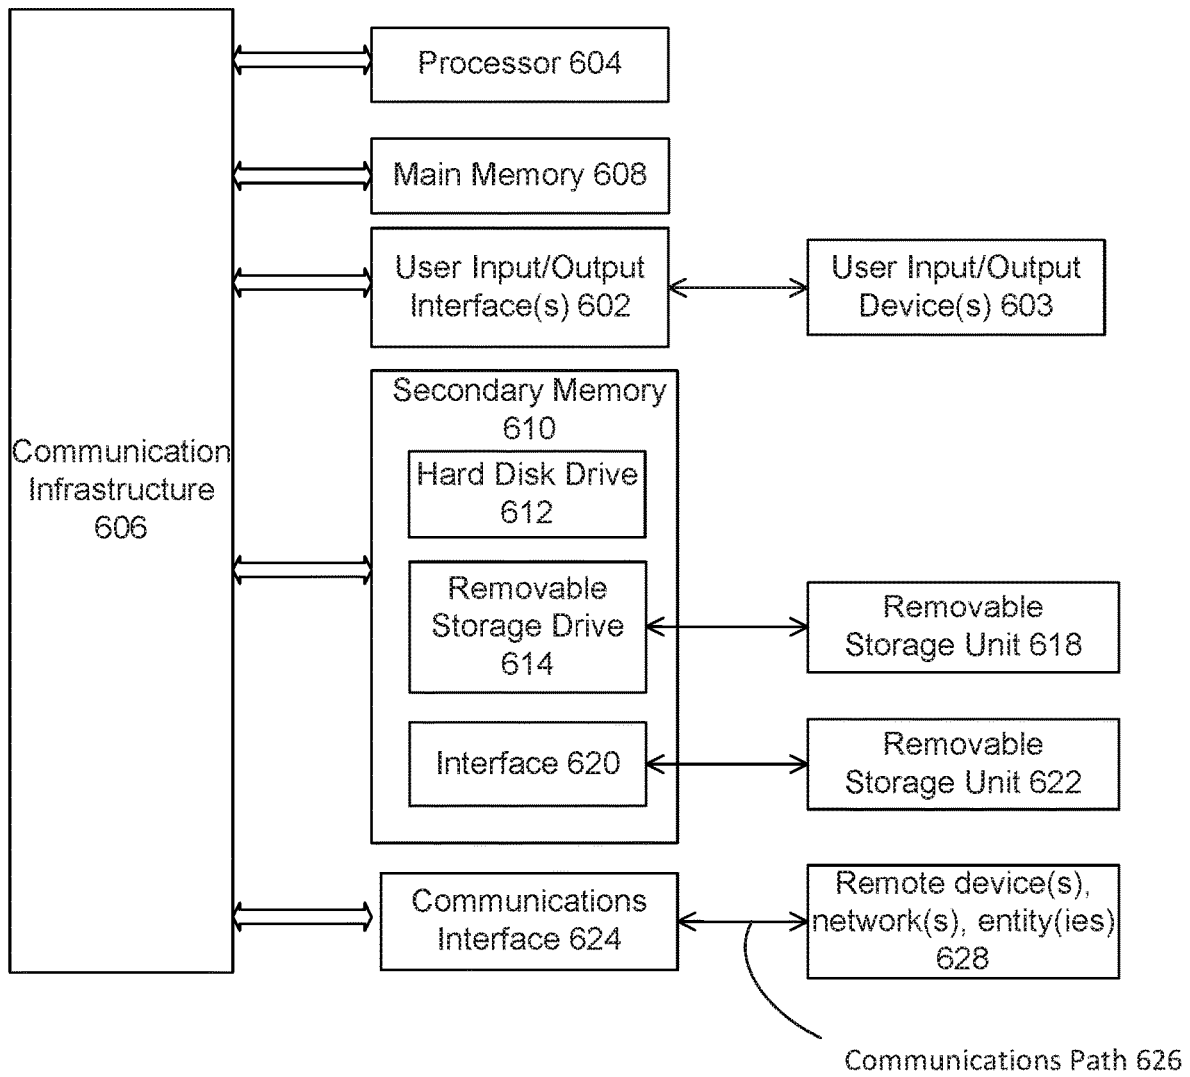 Communication
Infrastructure
606
Processor 604
Main Memory 608
User Input/Output
Interface(s) 602
User Input/Output
Device(s) 603
Secondary Memory
610
Hard Disk Drive
612
Removable
Storage Drive
614
Removable
Storage Unit 618
Interface 620
Removable
Storage Unit 622
Communications
Interface 624
Remote device(s),
network(s), entity(ies)
628
Communications Path 626